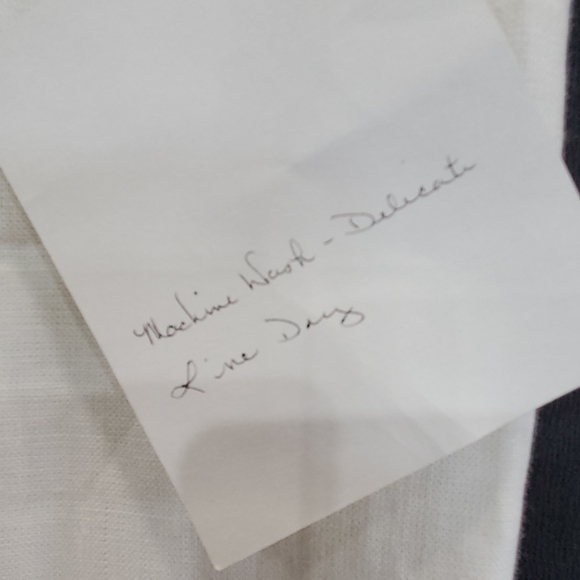 Machine Wash - Delicate
Line Dry